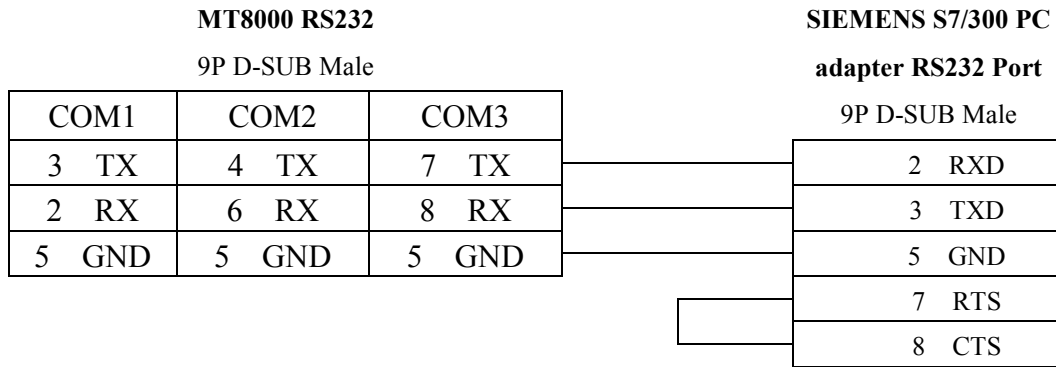 MT8000 RS232
9P D-SUB Male
COM1 COM2 COM3
3 TX 4 TX 7 TX
2 RX 6 RX 8 RX
5 GND 5 GND 5 GND
SIEMENS S7/300 PC
adapter RS232 Port
9P D-SUB Male
2 RXD
3 TXD
5 GND
7 RTS
8 CTS